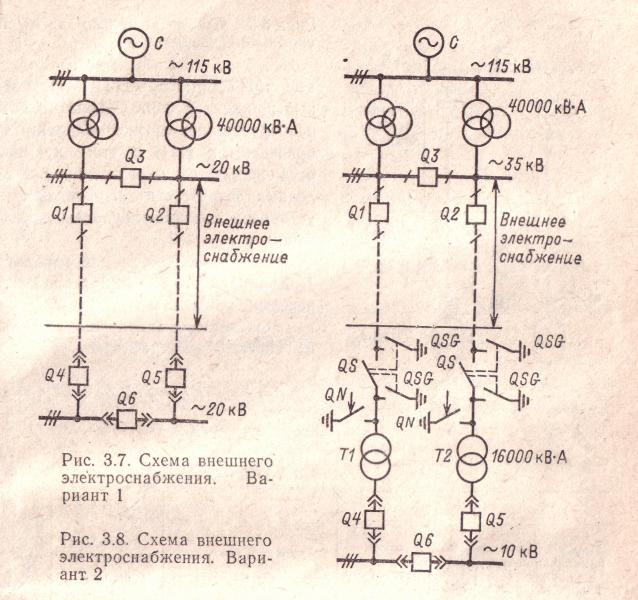 С
~115 кВ
40000 кВ·А
Q3
~20 кВ
Q1
Q2
Внешнее
электро-
снабжение
Q4
Q5
Q6
~20 кВ
С
~115 кВ
40000 кВ·А
Q3
~35 кВ
Q1
Q2
Внешнее
электро-
снабжение
QSG
QSG
QS
QS
QSG
QSG
QN
QN
T1
T2
16000 кВ·А
Q4
Q5
Q6
~10 кВ
Рис. 3.7. Схема внешнего
электроснабжения. Ва-
риант 1
Рис. 3.8. Схема внешнего
электроснабжения. Вари-
ант 2